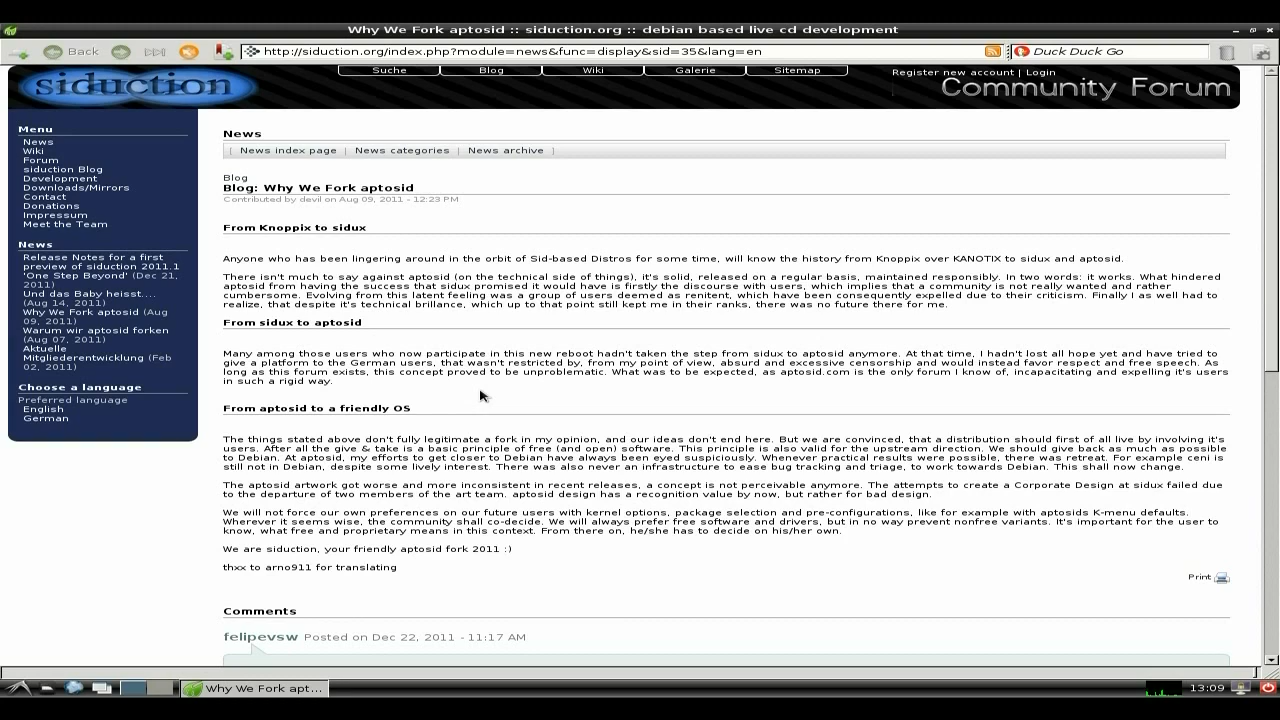 Why We Fork aptosid :: siduction.org :: debian based live cd development
Back
http://siduction.org/index.php?module=news&func=display&sid=35&lang=en
Duck Duck Go
siduction
Suche
Blog
Wiki
Galerie
Sitemap
Register new account | Login
Community Forum
Menu
News
Wiki
Forum
siduction Blog
Development
Downloads/Mirrors
Contact
Donations
Impressum
Meet the Team
News
Release Notes for a first
preview of siduction 2011.1
'One Step Beyond' (Dec 21,
2011)
Und das Baby heisst....
(Aug 14, 2011)
Why We Fork aptosid (Aug
09, 2011)
Warum wir aptosid forken
(Aug 07, 2011)
Aktuelle
Mitgliederentwicklung (Feb
02, 2011)
Choose a language
Preferred language
English
German
News
[ News index page | News categories | News archive ]
Blog
Blog: Why We Fork aptosid
Contributed by devil on Aug 09, 2011 - 12:23 PM
From Knoppix to sidux
Anyone who has been lingering around in the orbit of Sid-based Distros for some time, will know the history from Knoppix over KANOTIX to sidux and aptosid.
There isn't much to say against aptosid (on the technical side of things), it's solid, released on a regular basis, maintained responsibly. In two words: it works. What hindered
aptosid from having the success that sidux promised it would have is firstly the discourse with users, which implies that a community is not really wanted and rather
cumbersome. Evolving from this latent feeling was a group of users deemed as renitent, which have been consequently expelled due to their criticism. Finally I as well had to
realize, that despite it's technical brillance, which up to that point still kept me in their ranks, there was no future there for me.
From sidux to aptosid
Many among those users who now participate in this new reboot hadn't taken the step from sidux to aptosid anymore. At that time, I hadn't lost all hope yet and have tried to
give a platform to the German users, that wasn't restricted by, from my point of view, absurd and excessive censorship and would instead favor respect and free speech. As
long as this forum exists, this concept proved to be unproblematic. What was to be expected, as aptosid.com is the only forum I know of, incapacitating and expelling it's users
in such a rigid way.
From aptosid to a friendly OS
The things stated above don't fully legitimate a fork in my opinion, and our ideas don't end here. But we are convinced, that a distribution should first of all live by involving it's
users. After all the give & take is a basic principle of free (and open) software. This principle is also valid for the upstream direction. We should give back as much as possible
to Debian. At aptosid, my efforts to get closer to Debian have always been eyed suspiciously. Whenever practical results were possible, there was retreat. For example ceni is
still not in Debian, despite some lively interest. There was also never an infrastructure to ease bug tracking and triage, to work towards Debian. This shall now change.
The aptosid artwork got worse and more inconsistent in recent releases, a concept is not perceivable anymore. The attempts to create a Corporate Design at sidux failed due
to the departure of two members of the art team. aptosid design has a recognition value by now, but rather for bad design.
We will not force our own preferences on our future users with kernel options, package selection and pre-configurations, like for example with aptosids K-menu defaults.
Wherever it seems wise, the community shall co-decide. We will always prefer free software and drivers, but in no way prevent nonfree variants. It's important for the user to
know, what free and proprietary means in this context. From there on, he/she has to decide on his/her own.
We are siduction, your friendly aptosid fork 2011 :)
thxx to arno911 for translating
Print
Comments
felipevsw Posted on Dec 22, 2011 - 11:17 AM
Why We Fork apt...
13:09